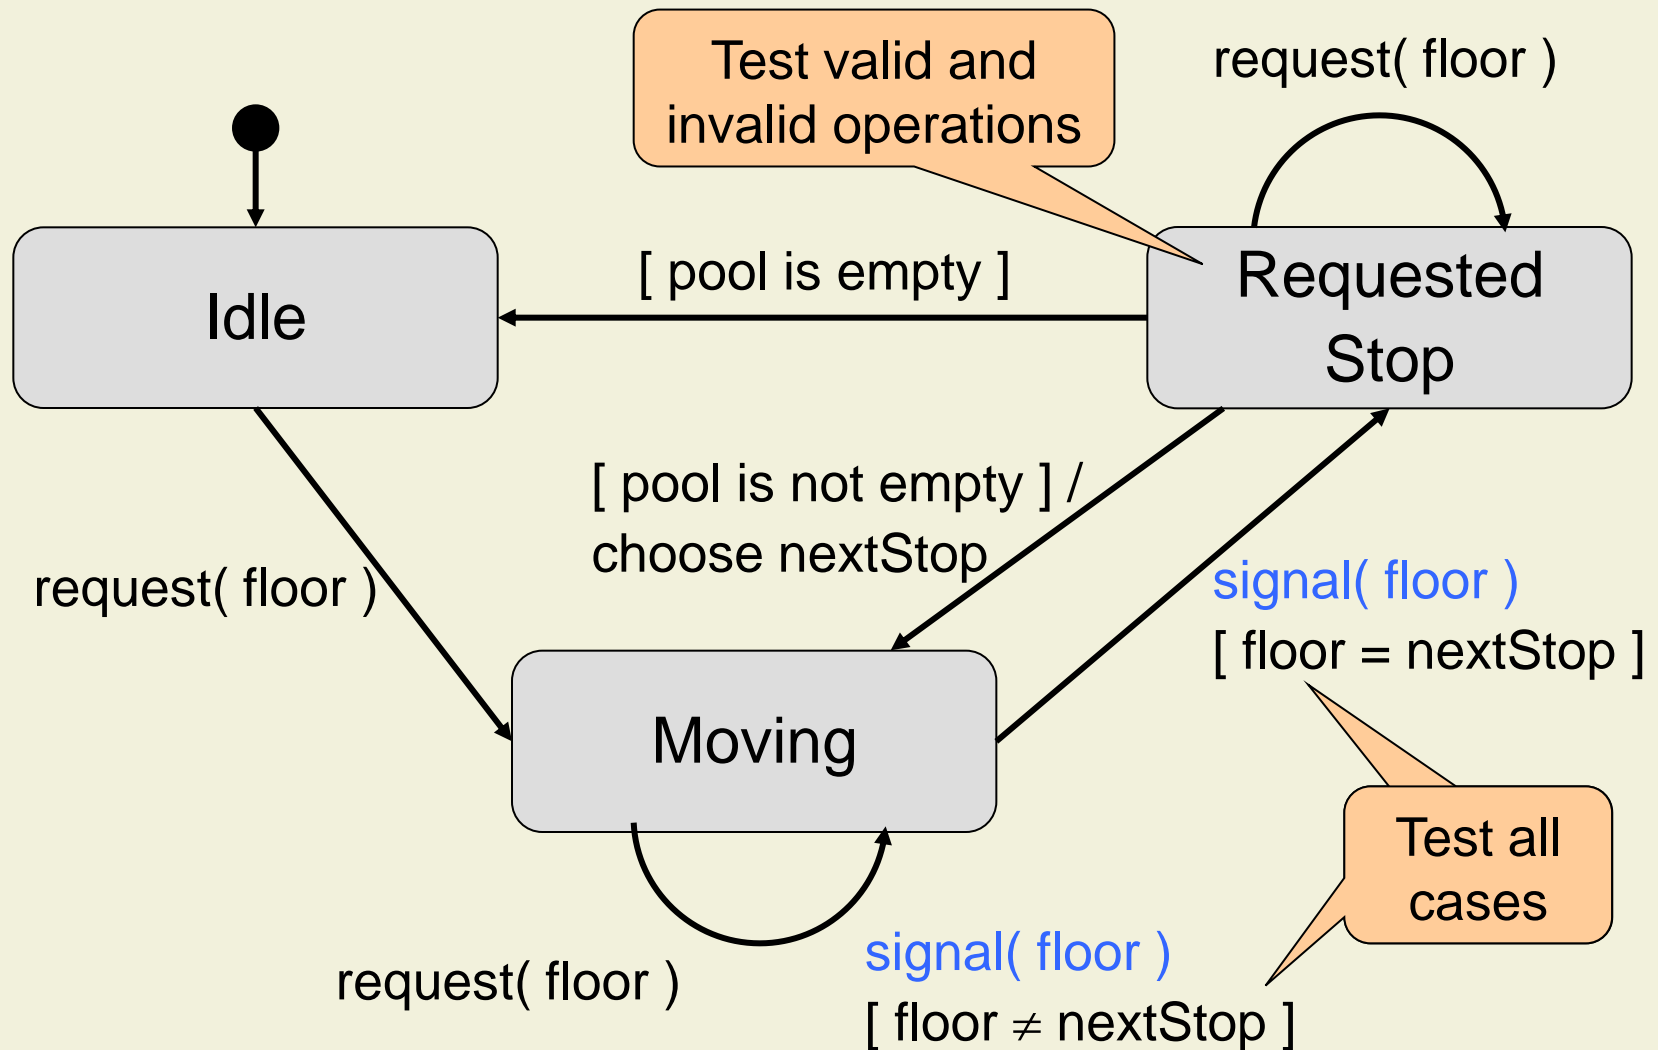 Test valid and
invalid operations
request( floor )
Idle
[ pool is empty ]
Requested
Stop
[ pool is not empty ] /
choose nextStop
request( floor )
signal( floor )
[ floor = nextStop ]
Moving
Test all
cases
request( floor )
signal( floor )
[ floor ≠ nextStop ]